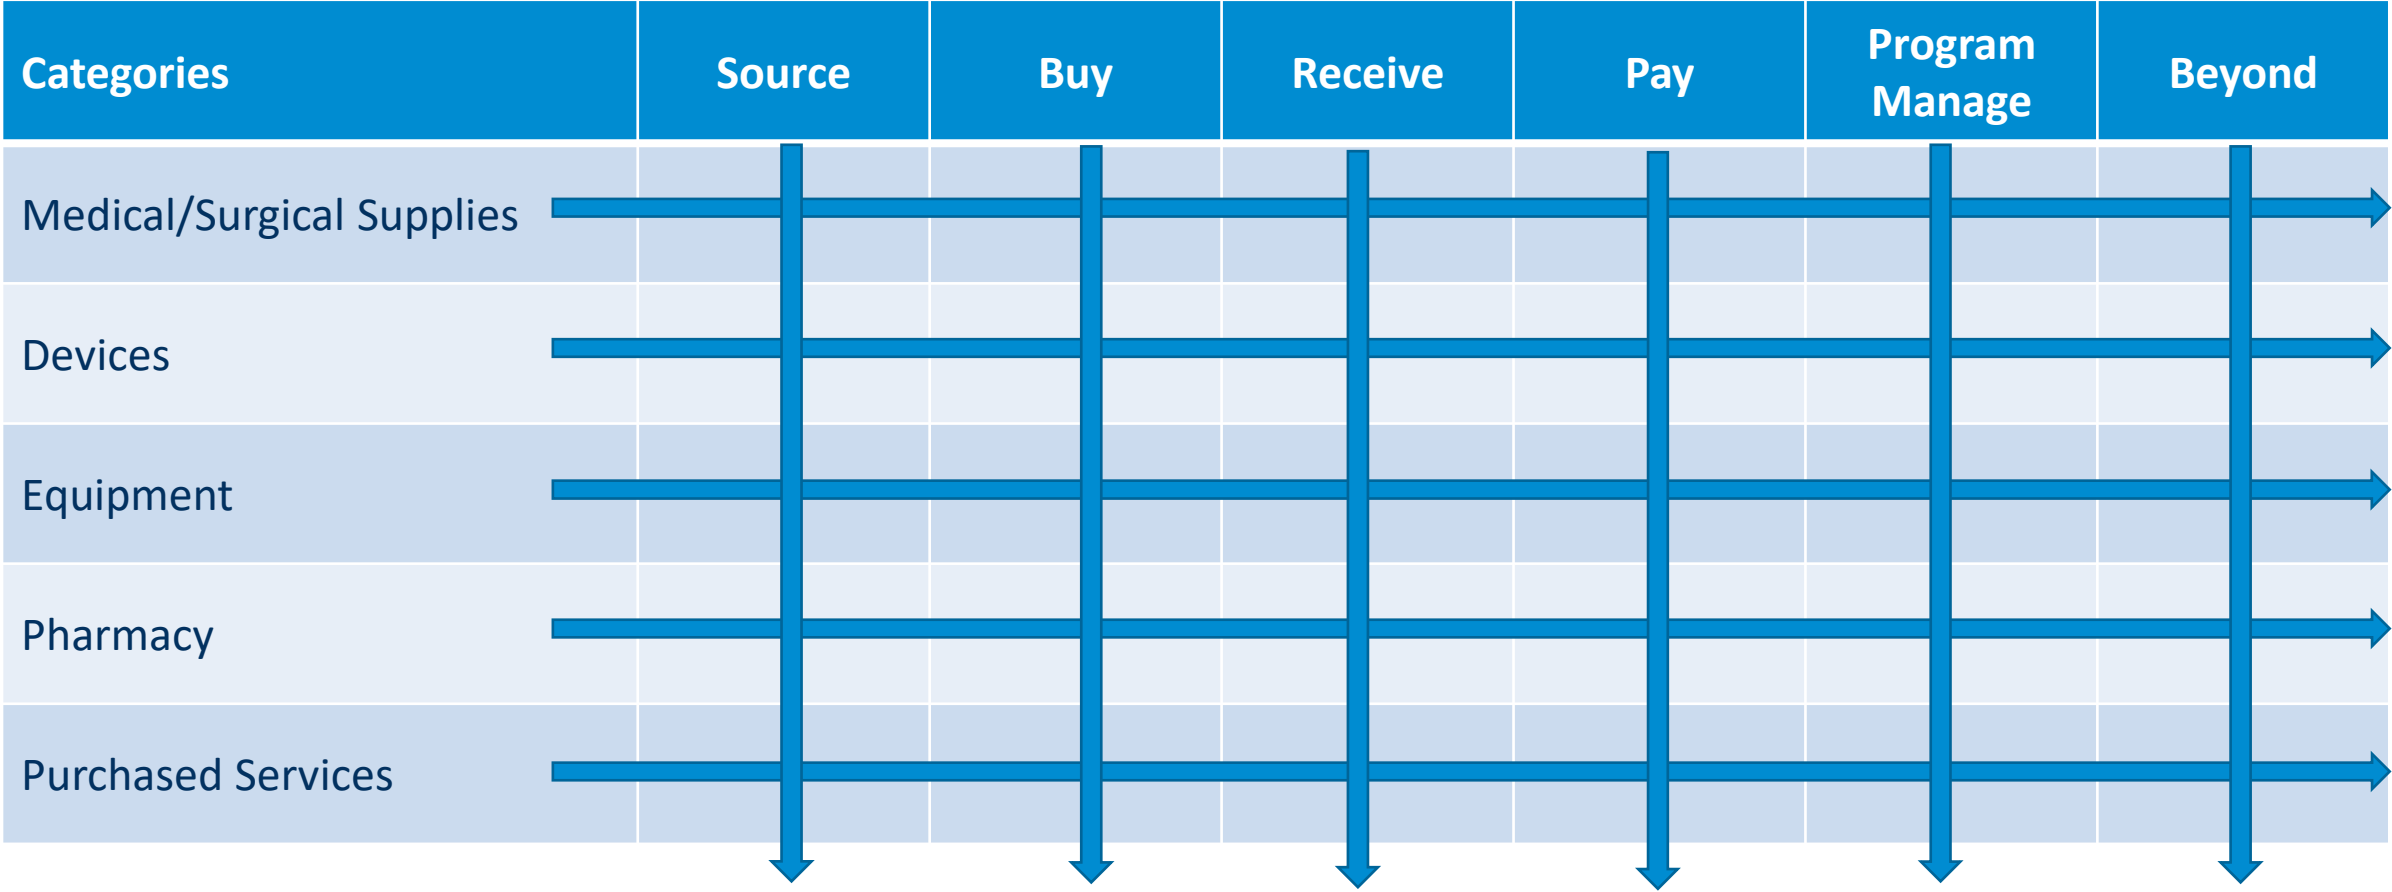 Categories
Source
Buy
Receive
Pay
Program
Manage
Beyond
Medical/Surgical Supplies
Devices
Equipment
Pharmacy
Purchased Services